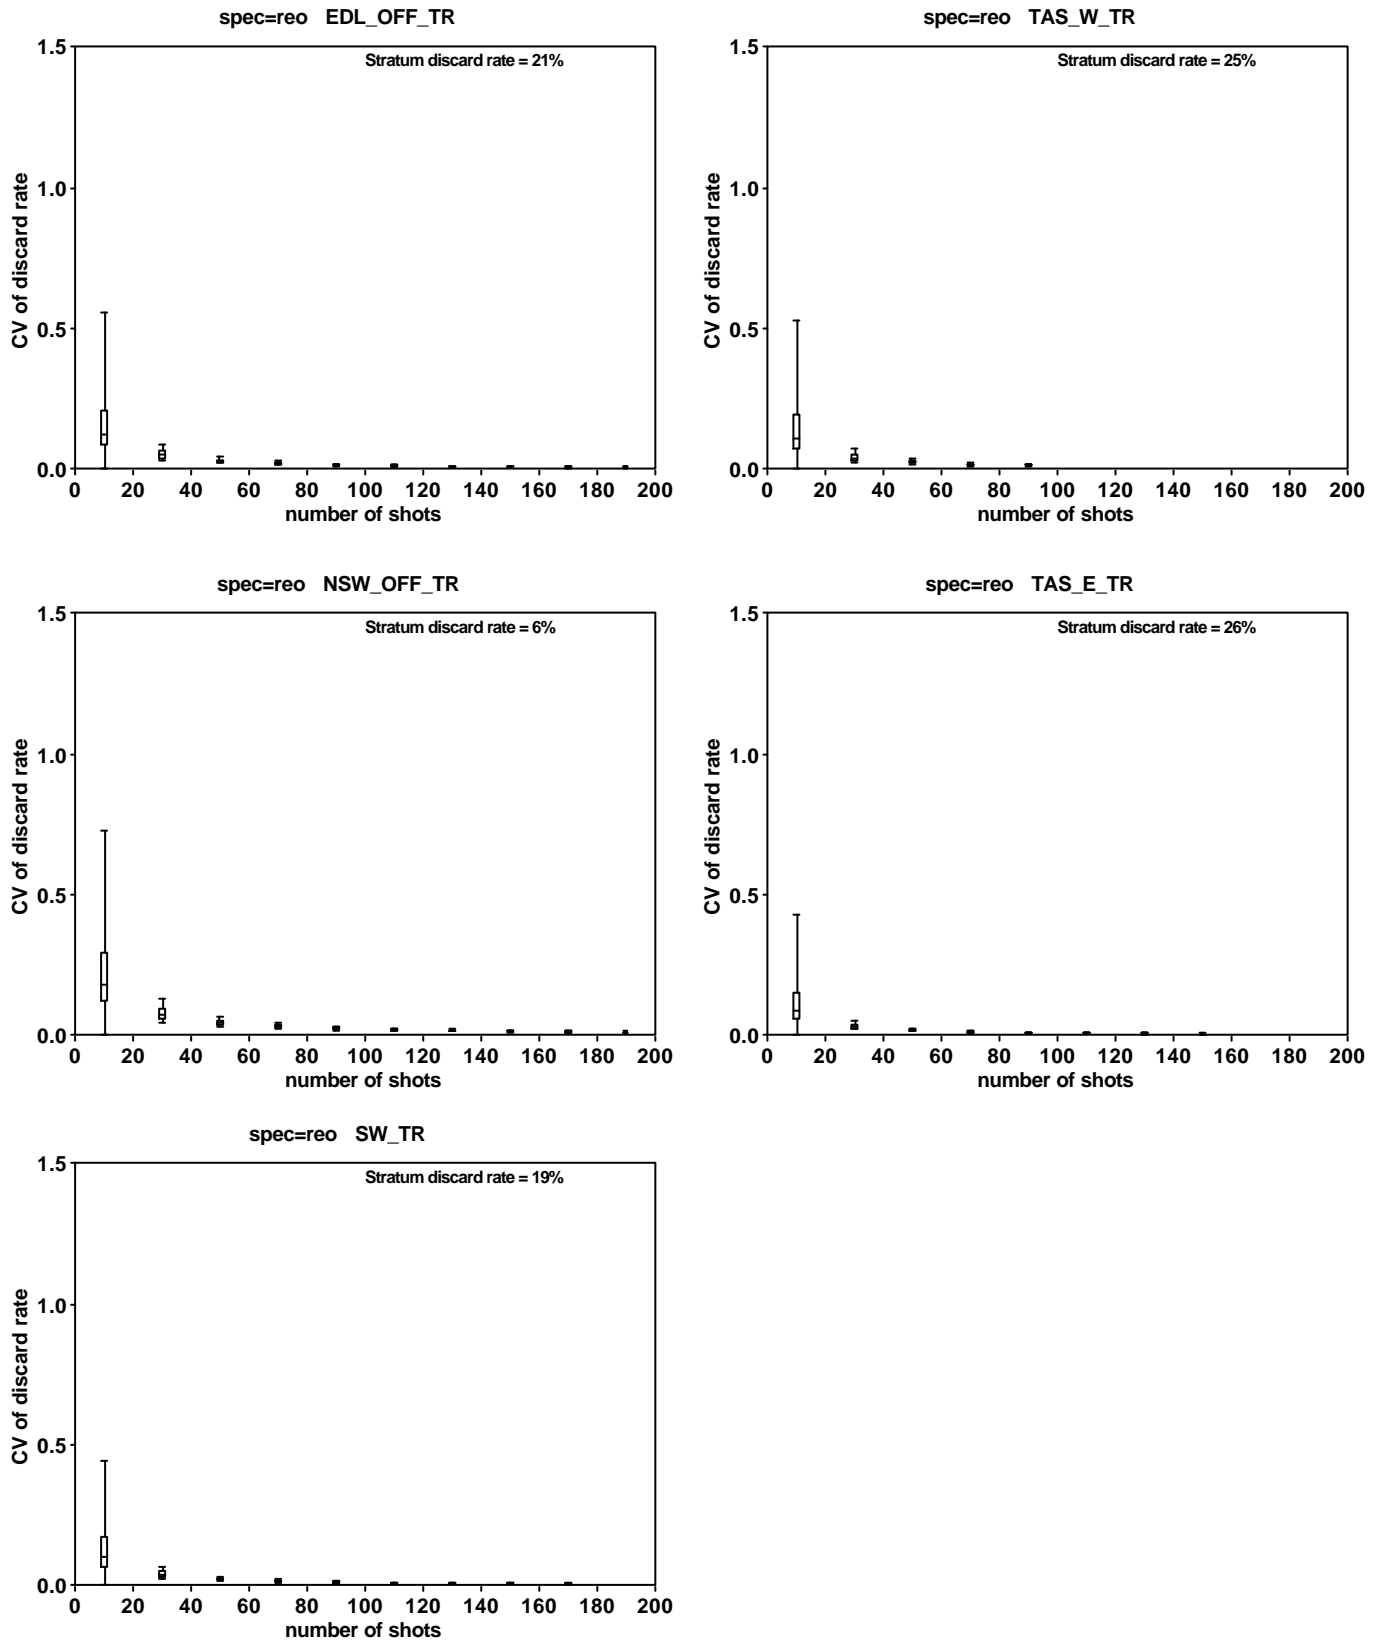 spec=reo EDL_OFF_TR
Stratum discard rate = 21%
CV of discard rate
1.5
1.0
0.5
0.0
0 20 40 60 80 100 120 140 160 180 200
number of shots
spec=reo TAS_W_TR
Stratum discard rate = 25%
CV of discard rate
1.5
1.0
0.5
0.0
0 20 40 60 80 100 120 140 160 180 200
number of shots
spec=reo NSW_OFF_TR
Stratum discard rate = 6%
CV of discard rate
1.5
1.0
0.5
0.0
0 20 40 60 80 100 120 140 160 180 200
number of shots
spec=reo TAS_E_TR
Stratum discard rate = 26%
CV of discard rate
1.5
1.0
0.5
0.0
0 20 40 60 80 100 120 140 160 180 200
number of shots
spec=reo SW_TR
Stratum discard rate = 19%
CV of discard rate
1.5
1.0
0.5
0.0
0 20 40 60 80 100 120 140 160 180 200
number of shots